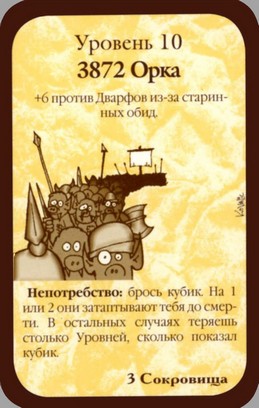 Уровень 10
3872 Орка
+6 против Дварфов из-за старин-
ных обид.
Непотребство: брось кубик. На 1
или 2 они затаптывают тебя до смер-
ти. В остальных случаях теряешь
столько Уровней, сколько показал
кубик.
3 Сокровища